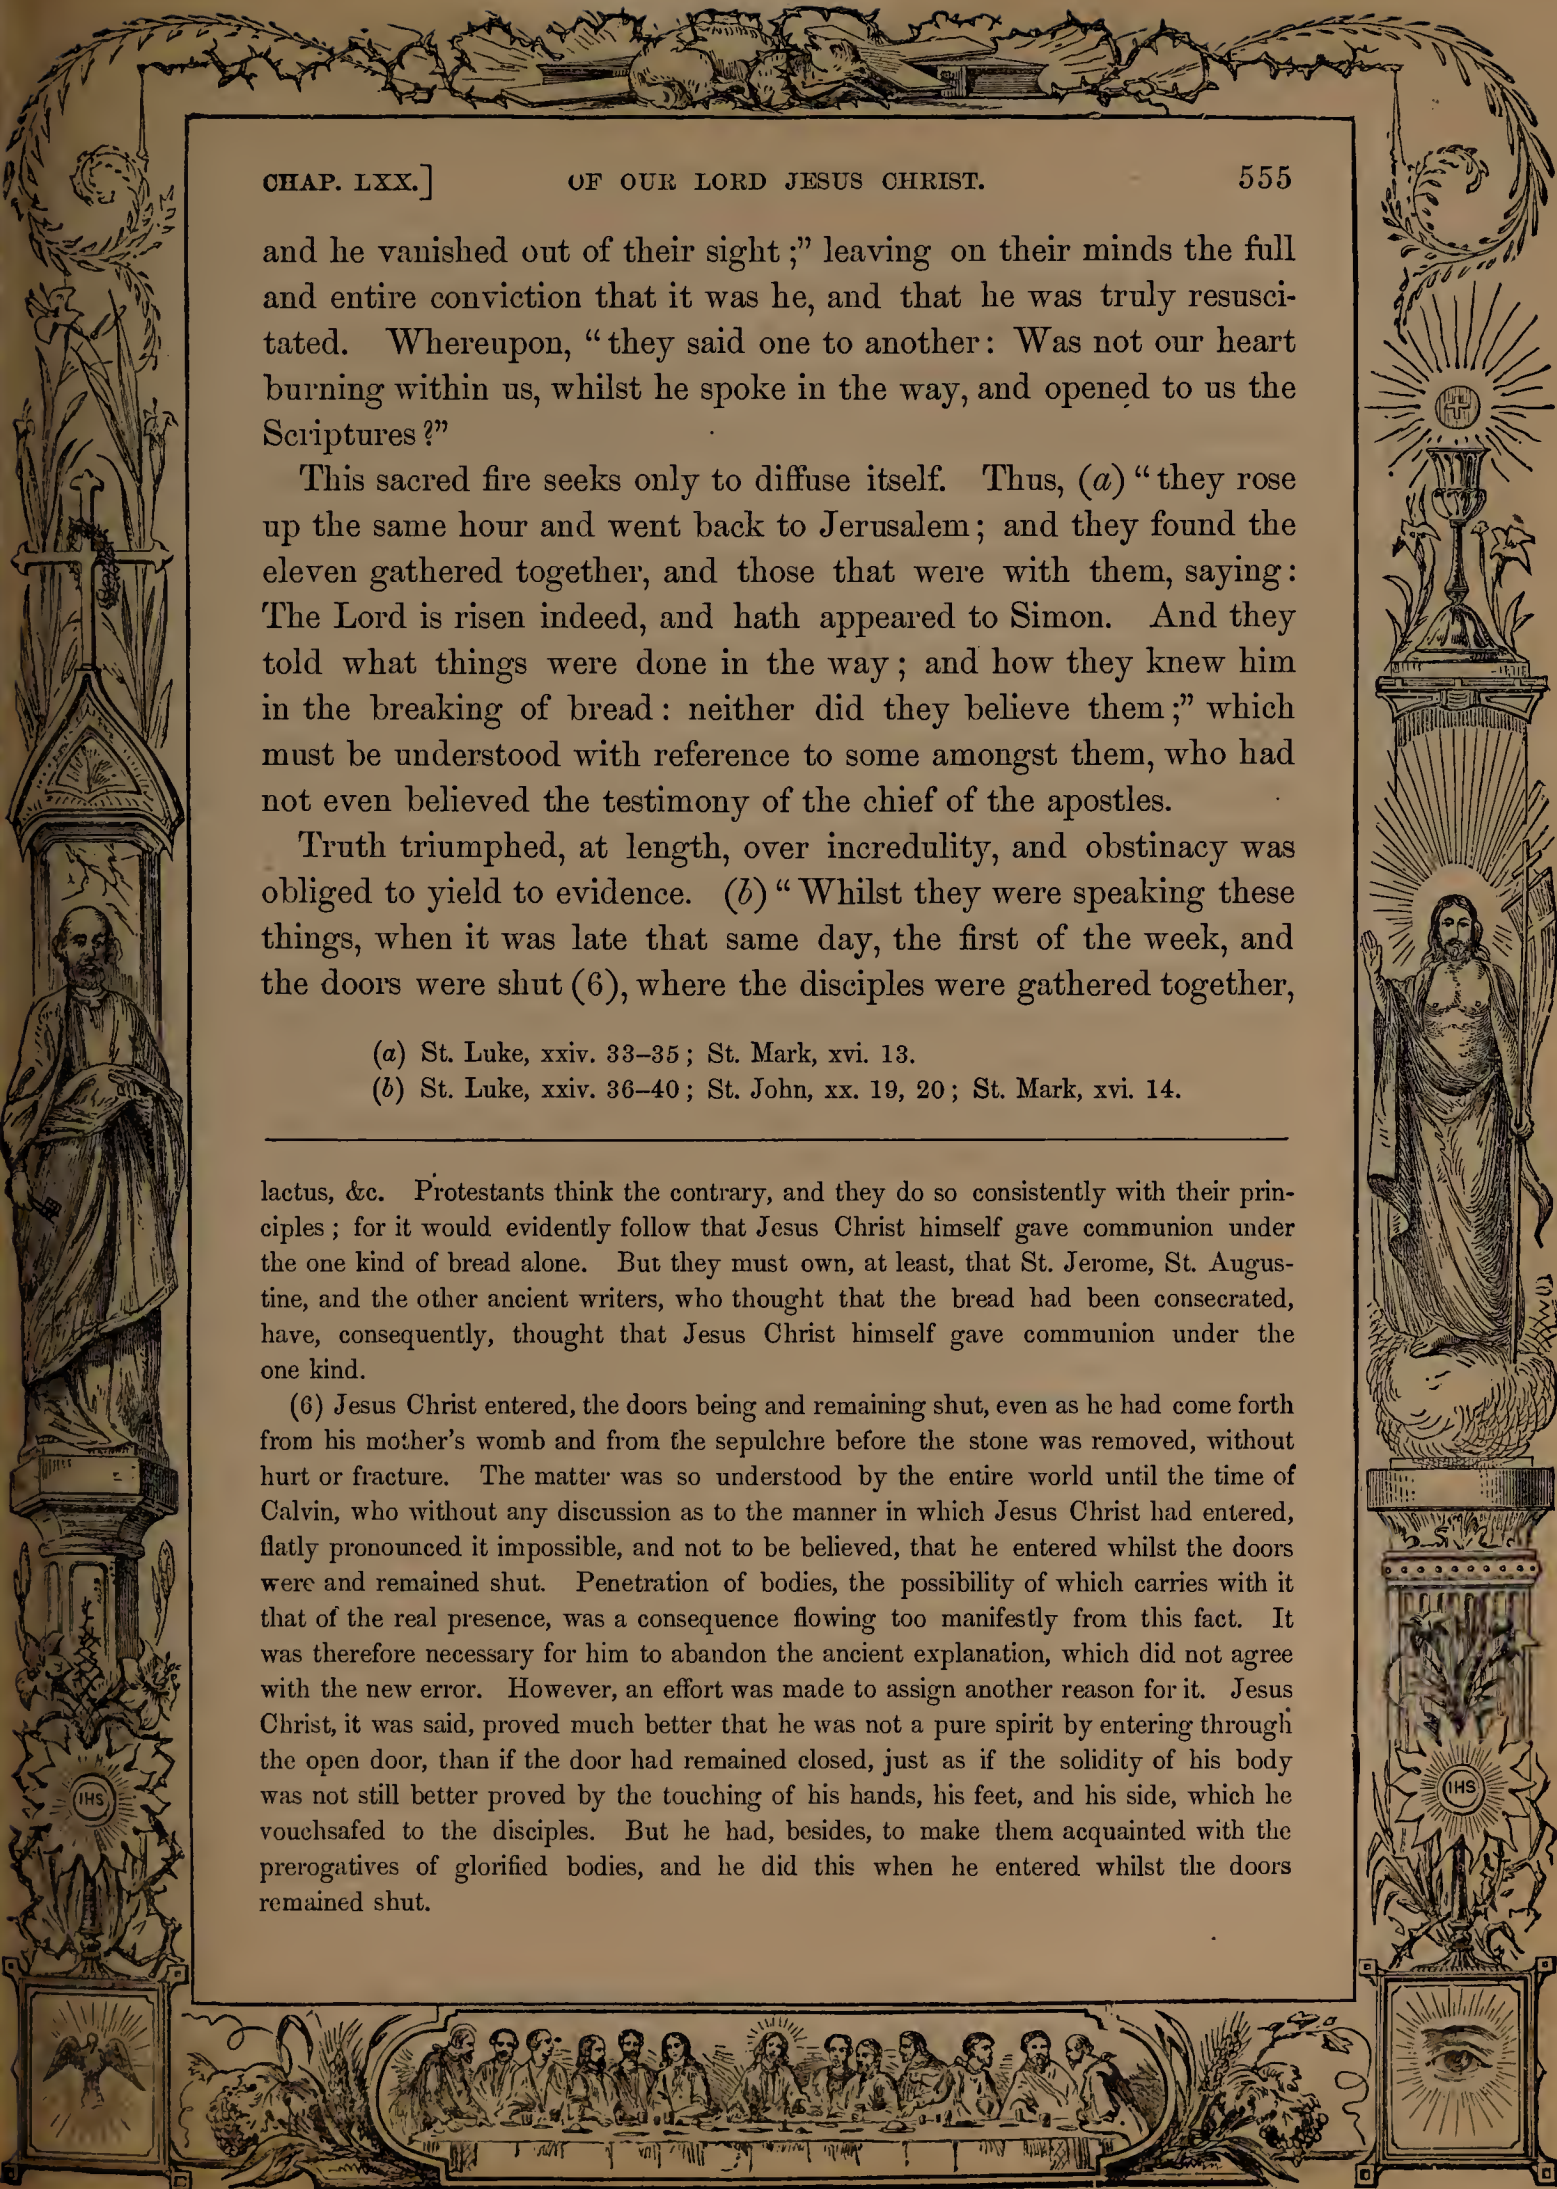 CHAP. LXX.] OF OUR LORD JESUS CHRIST. 555
and he vanished out of their sight;” leaving on their minds the full
and entire conviction that it was he, and that he was truly resusci-
tated. Whereupon, “they said one to another: Was not our heart
burning within us, whilst he spoke in the way, and opened to us the
Scriptures?”
This sacred fire seeks only to diffuse itself. Thus, (a) “they rose
up the same hour and went back to Jerusalem; and they found the
eleven gathered together, and those that were with them, saying:
The Lord is risen indeed, and hath appeared to Simon. And they
told what things were done in the way; and how they knew him
in the breaking of bread: neither did they believe them;” which
must be understood with reference to some amongst them, who had
not even believed the testimony of the chief of the apostles.
Truth triumphed, at length, over incredulity, and obstinacy was
obliged to yield to evidence. (b) “Whilst they were speaking these
things, when it was late that same day, the first of the week, and
the doors were shut (6), where the disciples were gathered together,
(a) St. Luke, xxiv. 33–35; St. Mark, xvi. 13.
(b) St. Luke, xxiv. 36–40; St. John, xx. 19, 20; St. Mark, xvi. 14.
lactus, &c. Protestants think the contrary, and they do so consistently with their prin-
ciples; for it would evidently follow that Jesus Christ himself gave communion under
the one kind of bread alone. But they must own, at least, that St. Jerome, St. Augus-
tine, and the other ancient writers, who thought that the bread had been consecrated,
have, consequently, thought that Jesus Christ himself gave communion under the
one kind.
(6) Jesus Christ entered, the doors being and remaining shut, even as he had come forth
from his mother’s womb and from the sepulchre before the stone was removed, without
hurt or fracture. The matter was so understood by the entire world until the time of
Calvin, who without any discussion as to the manner in which Jesus Christ had entered,
flatly pronounced it impossible, and not to be believed, that he entered whilst the doors
were and remained shut. Penetration of bodies, the possibility of which carries with it
that of the real presence, was a consequence flowing too manifestly from this fact. It
was therefore necessary for him to abandon the ancient explanation, which did not agree
with the new error. However, an effort was made to assign another reason for it. Jesus
Christ, it was said, proved much better that he was not a pure spirit by entering through
the open door, than if the door had remained closed, just as if the solidity of his body
was not still better proved by the touching of his hands, his feet, and his side, which he
vouchsafed to the disciples. But he had, besides, to make them acquainted with the
prerogatives of glorified bodies, and he did this when he entered whilst the doors
remained shut.
IHS
IHS